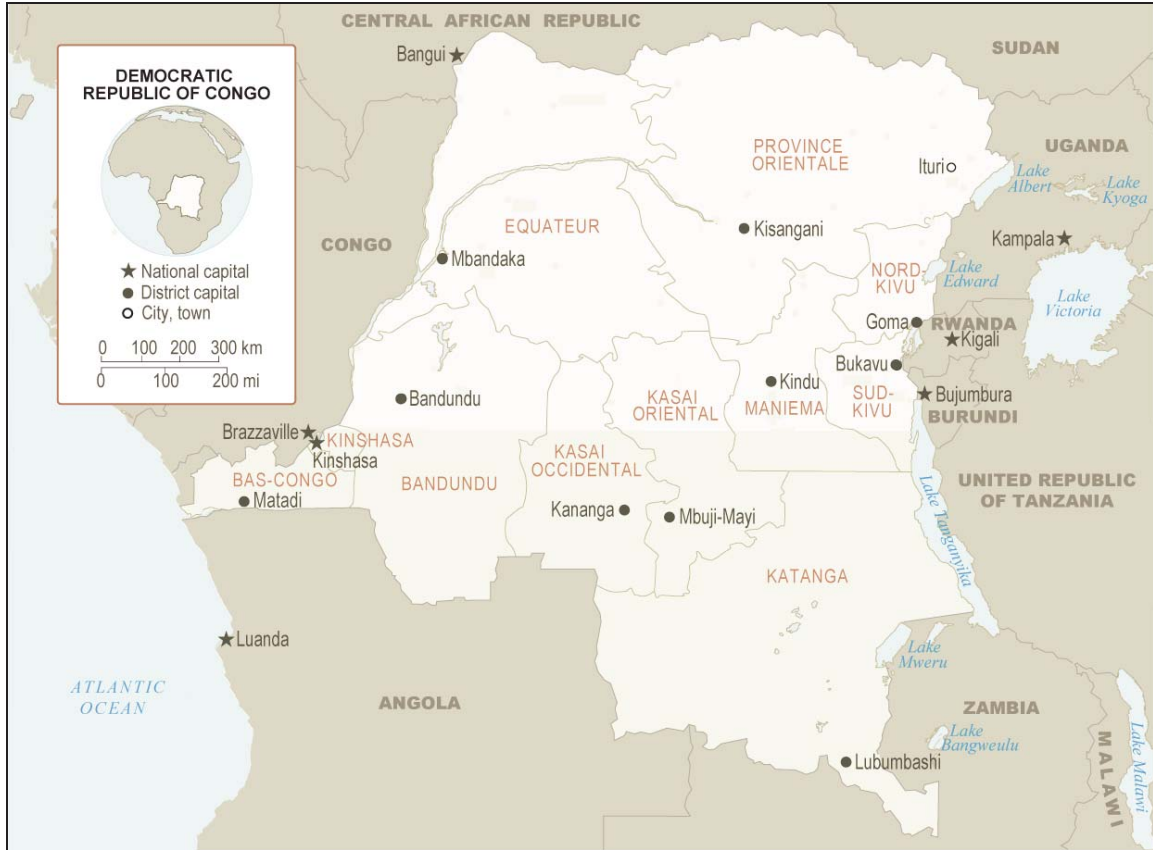 CENTRAL AFRICAN REPUBLIC
SUDAN
Bangui
DEMOCRATIC
REPUBLIC OF CONGO
National capital
District capital
City, town
0 100 200 300 km
0 100 200 mi
PROVINCE
ORIENTALE
Ituri
UGANDA
Lake
Albert
Lake
Kyoga
CONGO
EQUATEUR
Kisangani
Kampala
Mbandaka
NORD-
KIVU
Lake
Edward
Lake
Victoria
Goma
RWANDA
Kigali
Bukavu
Bandundu
KASAI
ORIENTAL
Kindu
MANIEMA
SUD-
KIVU
Bujumbura
BURUNDI
Brazzaville
KINSHASA
Kinshasa
KASAI
OCCIDENTAL
BAS-CONGO
BANDUNDU
UNITED REPUBLIC
OF TANZANIA
Matadi
Kananga
Mbuji-Mayi
Lake Tanganyika
KATANGA
Luanda
Lake
Mweru
ATLANTIC
OCEAN
ANGOLA
ZAMBIA
Lake
Bangweulu
Lubumbashi
MALAWI
Lake Malawi